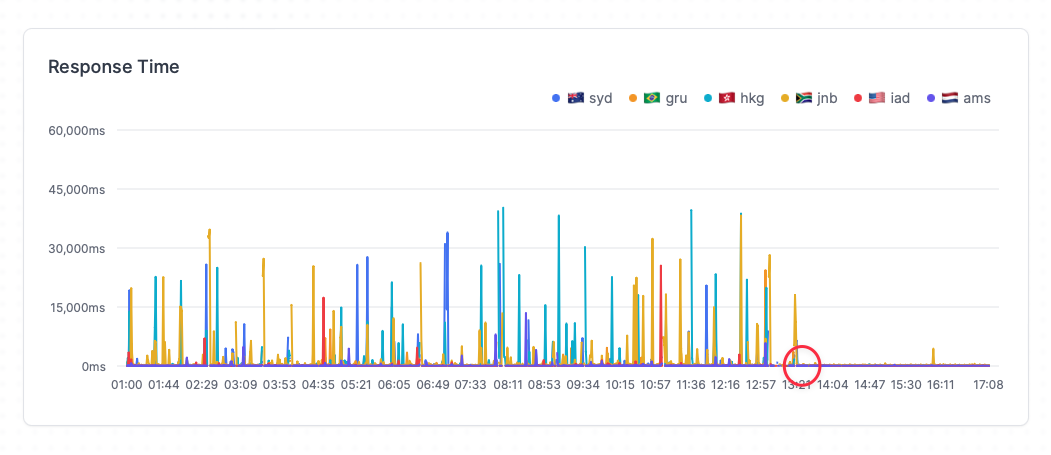 Response Time
syd gru hkg jnb iad ams
60,000ms
45,000ms
30,000ms
15,000ms
0ms
01:00 01:44 02:29 03:09 03:53 04:35 05:21 06:05 06:49 07:33 08:11 08:53 09:34 10:15 10:57 11:36 12:16 12:57 13:21 14:04 14:47 15:30 16:11 17:08